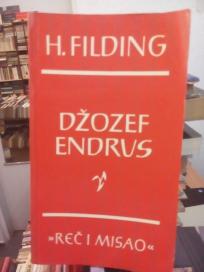 H. FILDING
DŽOZEF
ENDRUS
»REČ I MISAO«